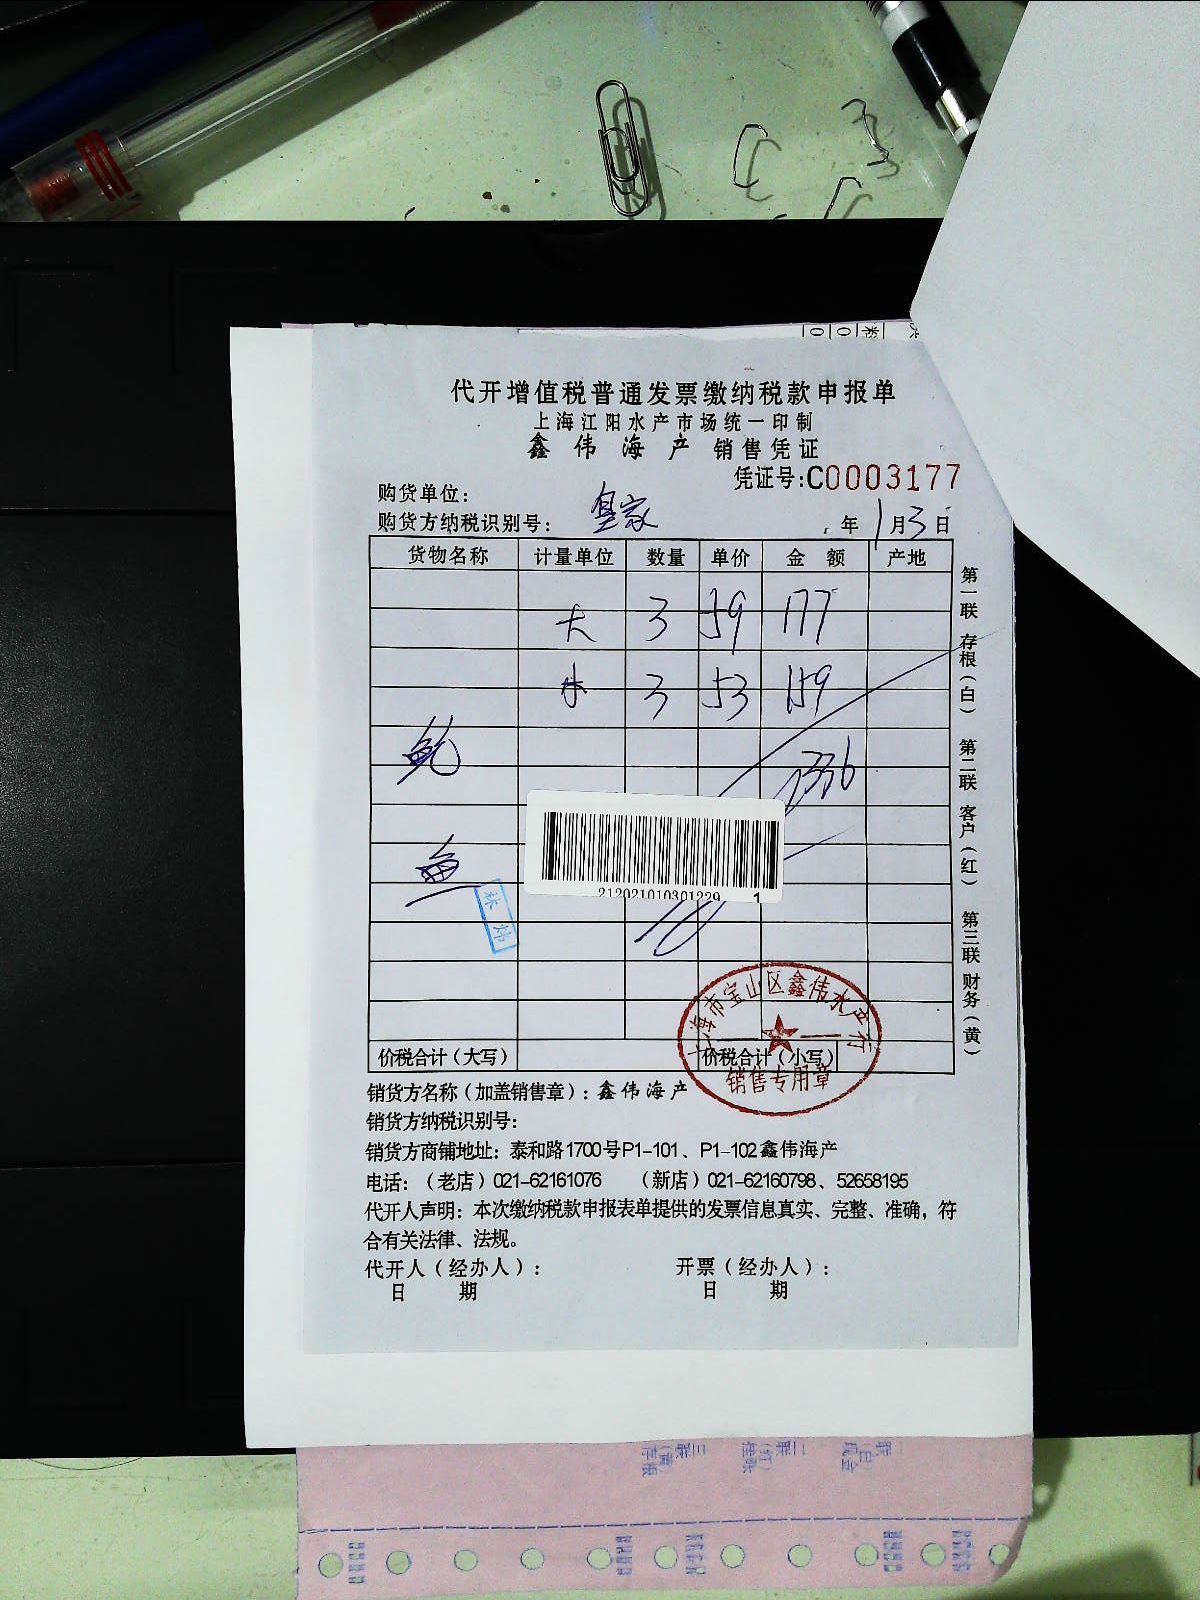 代开增值税普通发票缴纳税款申报单
上海江阳水产市场统一印制
鑫伟海产 销售凭证
凭证号:C0003177
购货单位:
皇家
购货方纳税识别号: 年 1月3日
货物名称 计量单位 数量 单价 金额 产地
大 3 59 177
小 3 53 159
鲍
336
鱼
212021010301229 1
林炜
第一联 存根(白) 第二联 客户(红) 第三联 财务(黄)
上海市宝山区鑫伟水产行
销售专用章
价税合计(大写) 价税合计(小写)
销货方名称(加盖销售章): 鑫伟海产
销货方纳税识别号:
销货方商铺地址: 泰和路1700号P1-101、P1-102鑫伟海产
电话:(老店)021-62161076 (新店)021-62160798、52658195
代开人声明: 本次缴纳税款申报表单提供的发票信息真实、完整、准确,符
合有关法律、法规。
代开人(经办人): 开票(经办人):
日 期 日 期